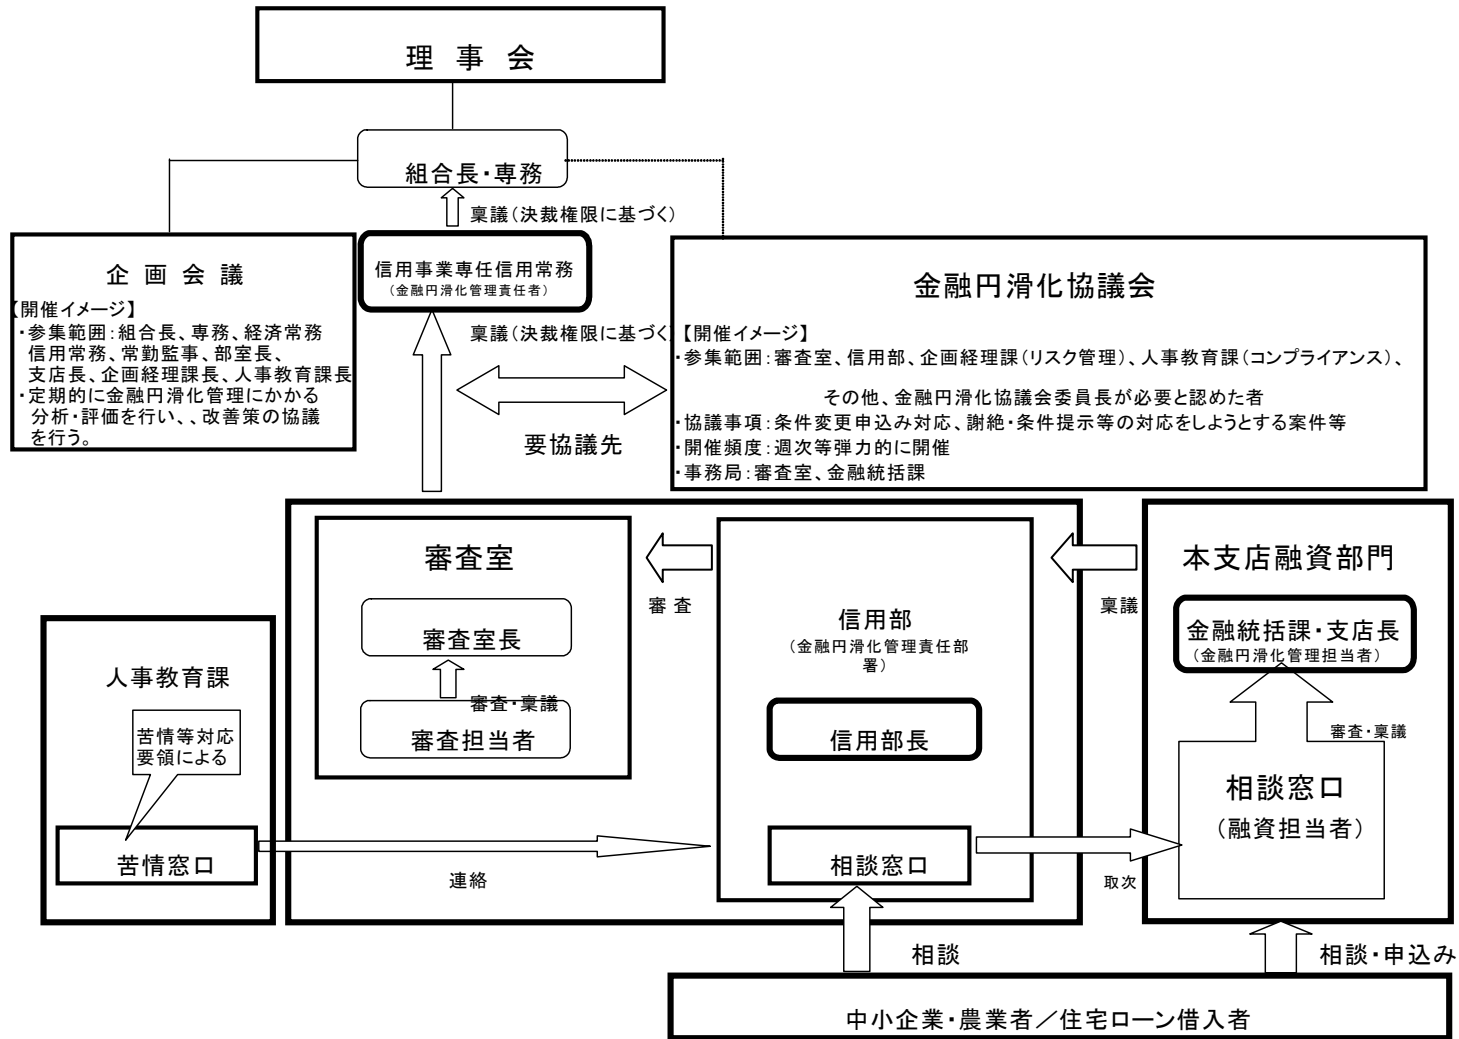 理 事 会
組合長・専務
稟議(決裁権限に基づく)
企 画 会 議
【開催イメージ】
・参集範囲:組合長、専務、経済常務
信用常務、常勤監事、部室長、
支店長、企画経理課長、人事教育課長
・定期的に金融円滑化管理にかかる
分析・評価を行い、、改善策の協議
を行う。
信用事業専任信用常務
(金融円滑化管理責任者)
稟議(決裁権限に基づく)
要協議先
金融円滑化協議会
【開催イメージ】
・参集範囲:審査室、信用部、企画経理課(リスク管理)、人事教育課(コンプライアンス)、
その他、金融円滑化協議会委員長が必要と認めた者
・協議事項:条件変更申込み対応、謝絶・条件提示等の対応をしようとする案件等
・開催頻度:週次等弾力的に開催
・事務局:審査室、金融統括課
人事教育課
苦情等対応
要領による
苦情窓口
連絡
審査室
審査室長
審査・稟議
審査担当者
審 査
信用部
(金融円滑化管理責任部
署)
信用部長
相談窓口
稟議
取次
本支店融資部門
金融統括課・支店長
(金融円滑化管理担当者)
審査・稟議
相談窓口
(融資担当者)
相談
相談・申込み
中小企業・農業者/住宅ローン借入者